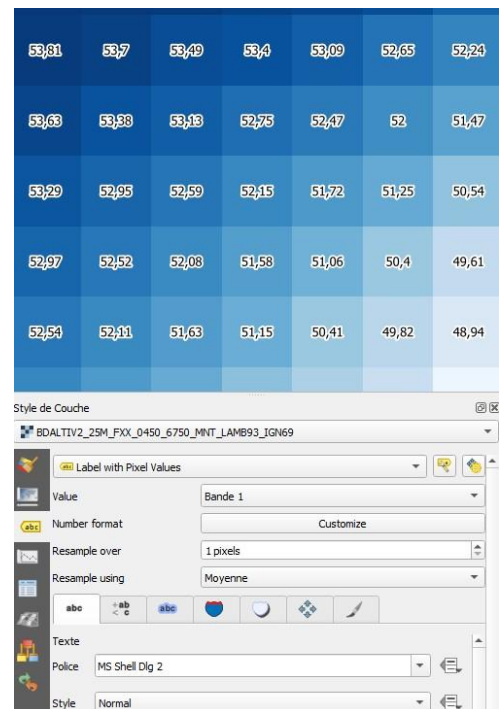 53,81 53,7 53,49 53,4 53,09 52,65 52,24
53,63 53,38 53,13 52,75 52,47 52 51,47
53,29 52,95 52,59 52,15 51,72 51,25 50,54
52,97 52,52 52,08 51,58 51,06 50,4 49,61
52,54 52,11 51,63 51,15 50,41 49,82 48,94
Style de Couche
BDALTIV2_25M_FXX_0450_6750_MNT_LAMB93_IGN69
abc Label with Pixel Values
Value Bande 1
abc Number format Customize
Resample over 1 pixels
Resample using Moyenne
abc +ab < c abc
Texte
Police MS Shell Dlg 2
Style Normal